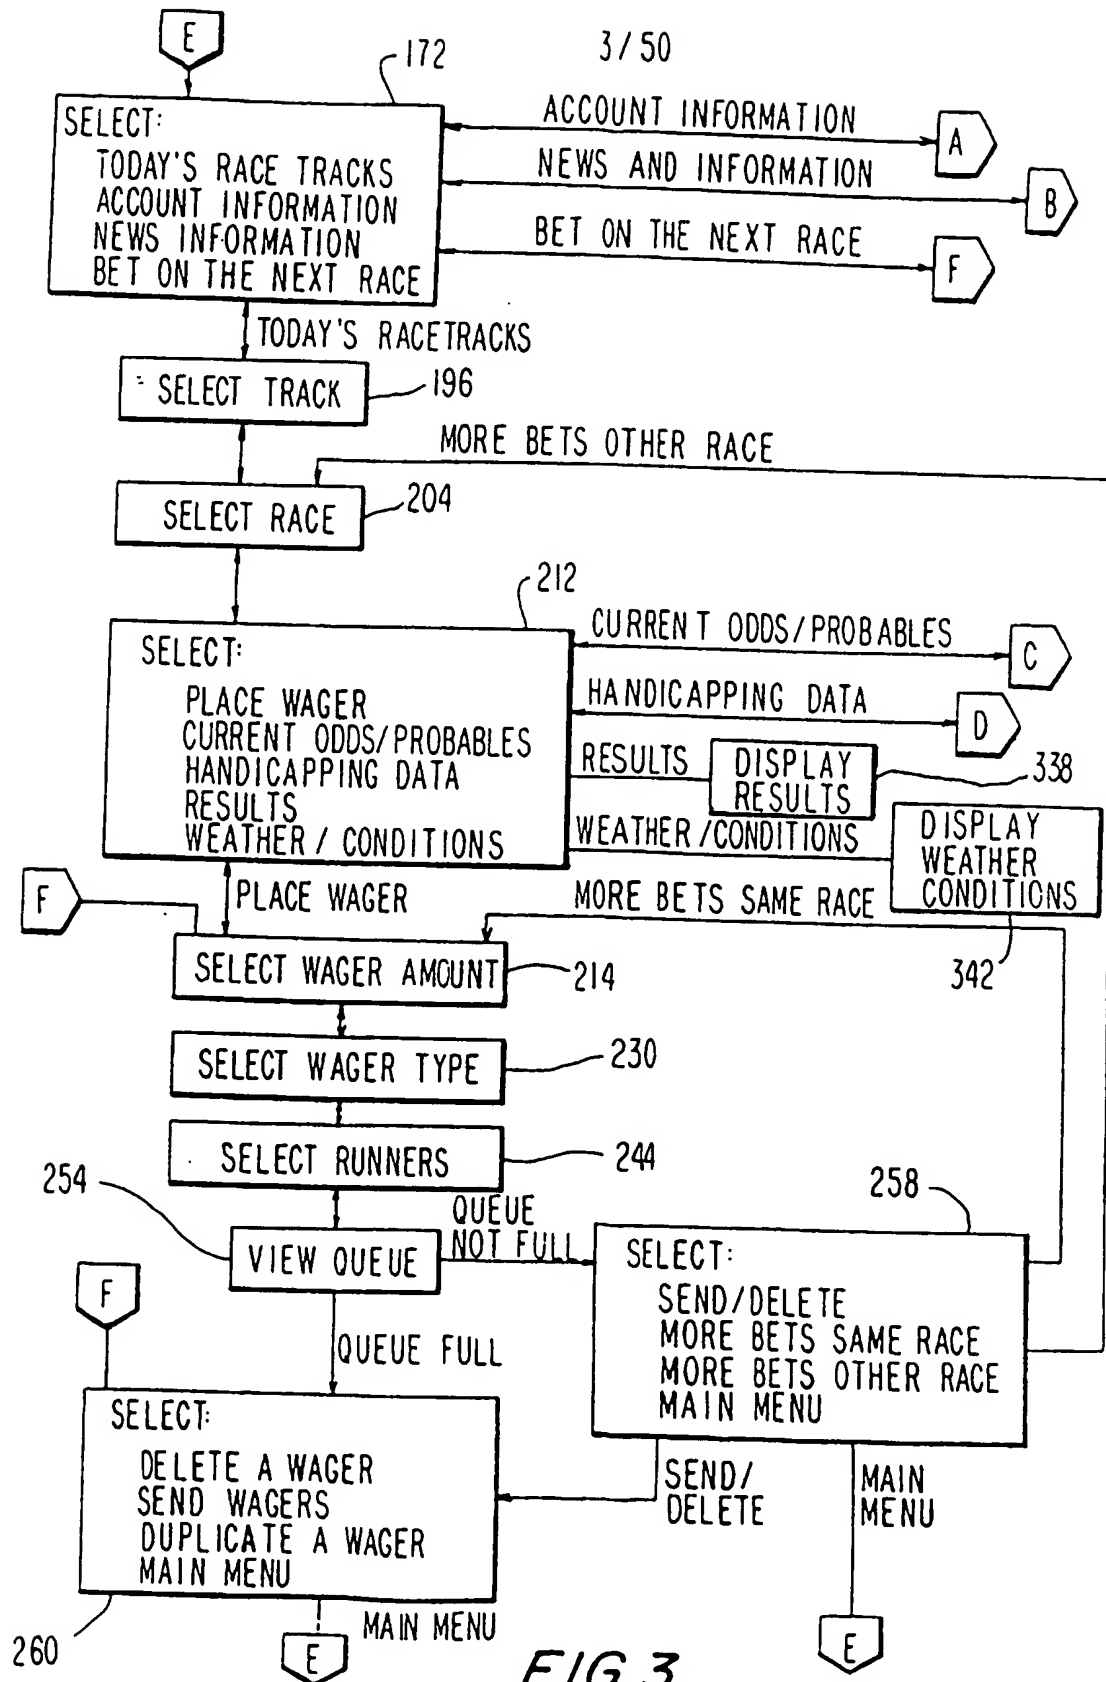 E
3/50
172
SELECT:
TODAY'S RACE TRACKS
ACCOUNT INFORMATION
NEWS INFORMATION
BET ON THE NEXT RACE
ACCOUNT INFORMATION
A
NEWS AND INFORMATION
B
BET ON THE NEXT RACE
F
TODAY'S RACETRACKS
SELECT TRACK
196
MORE BETS OTHER RACE
SELECT RACE
204
212
SELECT:
PLACE WAGER
CURRENT ODDS/PROBABLES
HANDICAPPING DATA
RESULTS
WEATHER / CONDITIONS
CURRENT ODDS/PROBABLES
C
HANDICAPPING DATA
D
RESULTS
DISPLAY
RESULTS
338
WEATHER/CONDITIONS
DISPLAY
WEATHER
CONDITIONS
342
F
PLACE WAGER
MORE BETS SAME RACE
SELECT WAGER AMOUNT
214
SELECT WAGER TYPE
230
SELECT RUNNERS
244
254
VIEW QUEUE
QUEUE
NOT FULL
258
SELECT:
SEND/DELETE
MORE BETS SAME RACE
MORE BETS OTHER RACE
MAIN MENU
F
QUEUE FULL
SELECT:
DELETE A WAGER
SEND WAGERS
DUPLICATE A WAGER
MAIN MENU
SEND/
DELETE
MAIN
MENU
260
MAIN MENU
E
E
FIG.3